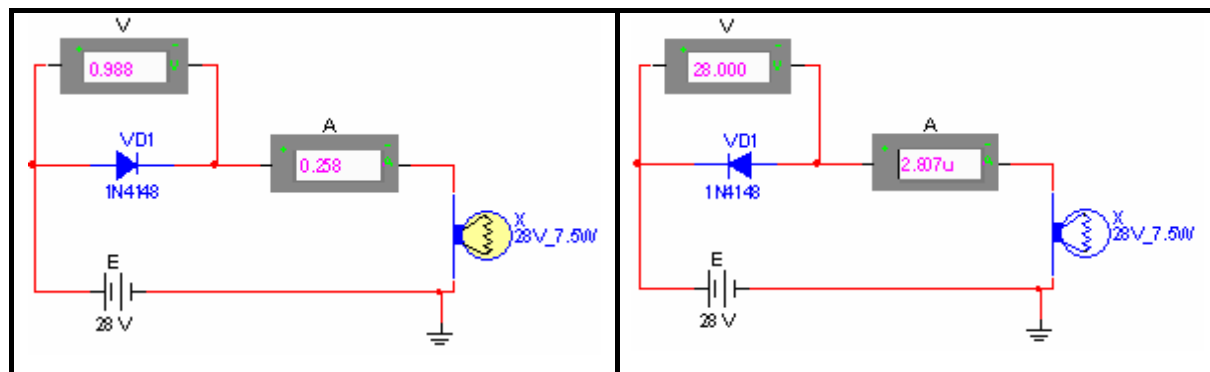 V
0.988
V
VD1
1N4148
A
0.258
X
28V_7.5W
E
28 V
V
28.000
V
VD1
1N4148
A
2.807u
X
28V_7.5W
E
28 V